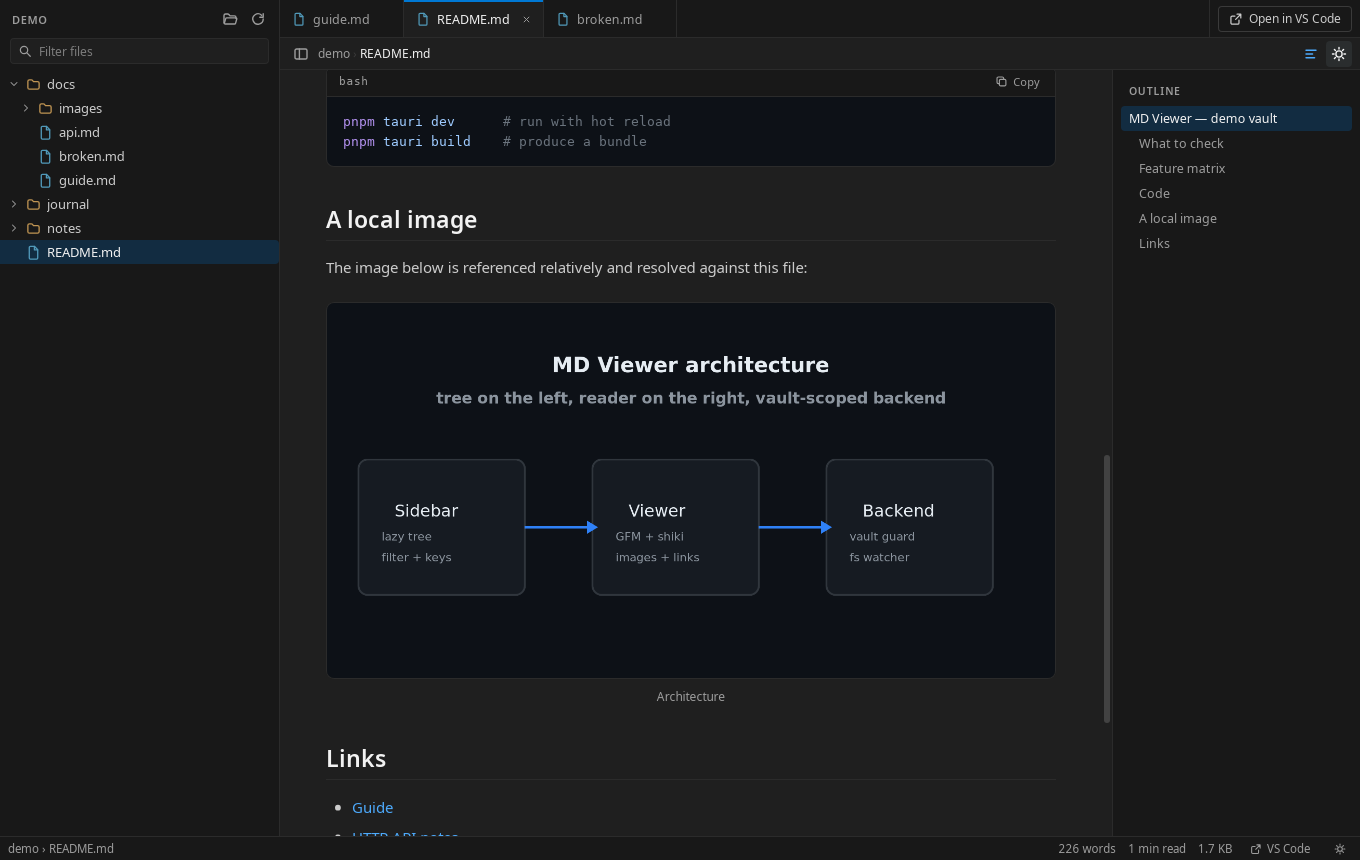 DEMO
Filter files
docs
images
api.md
broken.md
guide.md
journal
notes
README.md
guide.md
README.md ×
broken.md
Open in VS Code
demo › README.md
bash
Copy
pnpm tauri dev # run with hot reload
pnpm tauri build # produce a bundle
A local image
The image below is referenced relatively and resolved against this file:
MD Viewer architecture
tree on the left, reader on the right, vault-scoped backend
Sidebar
lazy tree
filter + keys
Viewer
GFM + shiki
images + links
Backend
vault guard
fs watcher
Architecture
Links
• Guide
• HTTP API notes
OUTLINE
MD Viewer — demo vault
What to check
Feature matrix
Code
A local image
Links
demo › README.md
226 words 1 min read 1.7 KB VS Code